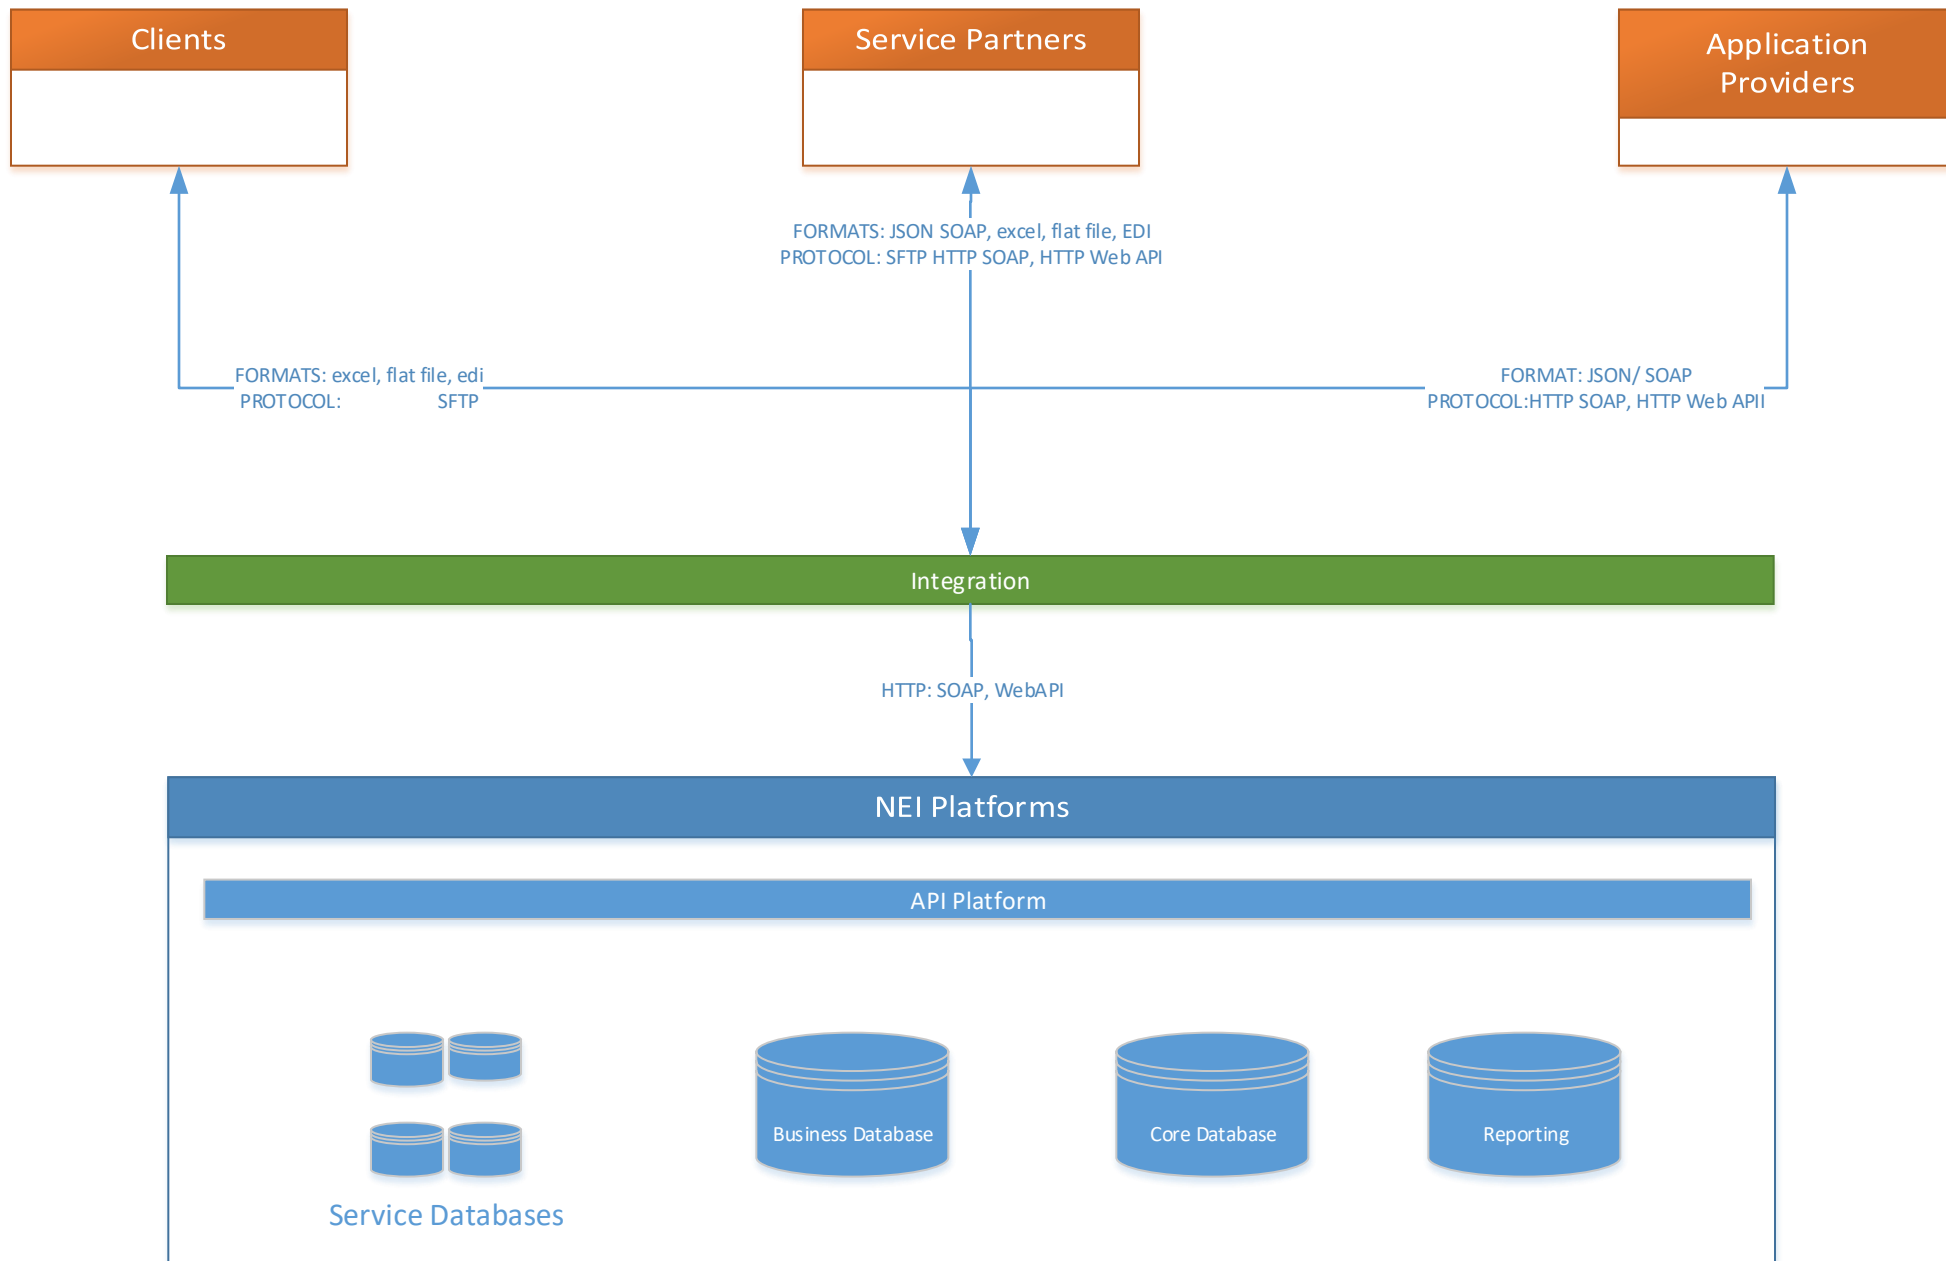 Clients
Service Partners
Application
Providers
FORMATS: JSON SOAP, excel, flat file, EDI
PROTOCOL: SFTP HTTP SOAP, HTTP Web API
FORMATS: excel, flat file, edi
PROTOCOL: SFTP
FORMAT: JSON/ SOAP
PROTOCOL:HTTP SOAP, HTTP Web APII
Integration
HTTP: SOAP, WebAPI
NEI Platforms
API Platform
Business Database
Core Database
Reporting
Service Databases